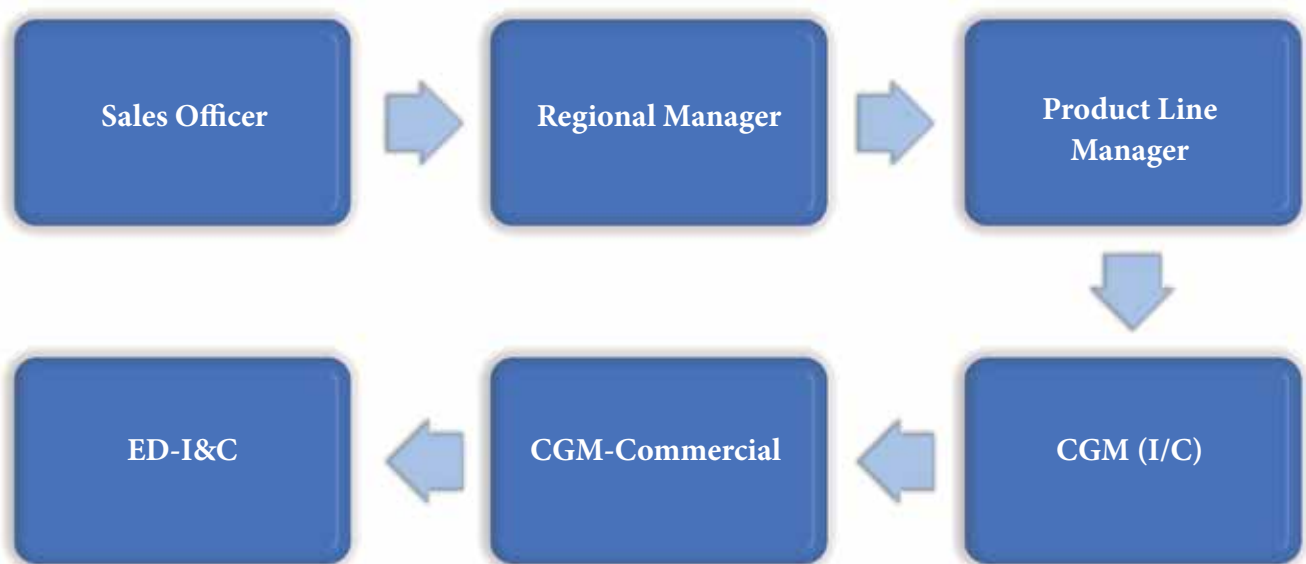 Sales Officer
Regional Manager
Product Line
Manager
CGM (I/C)
CGM-Commercial
ED-I&C